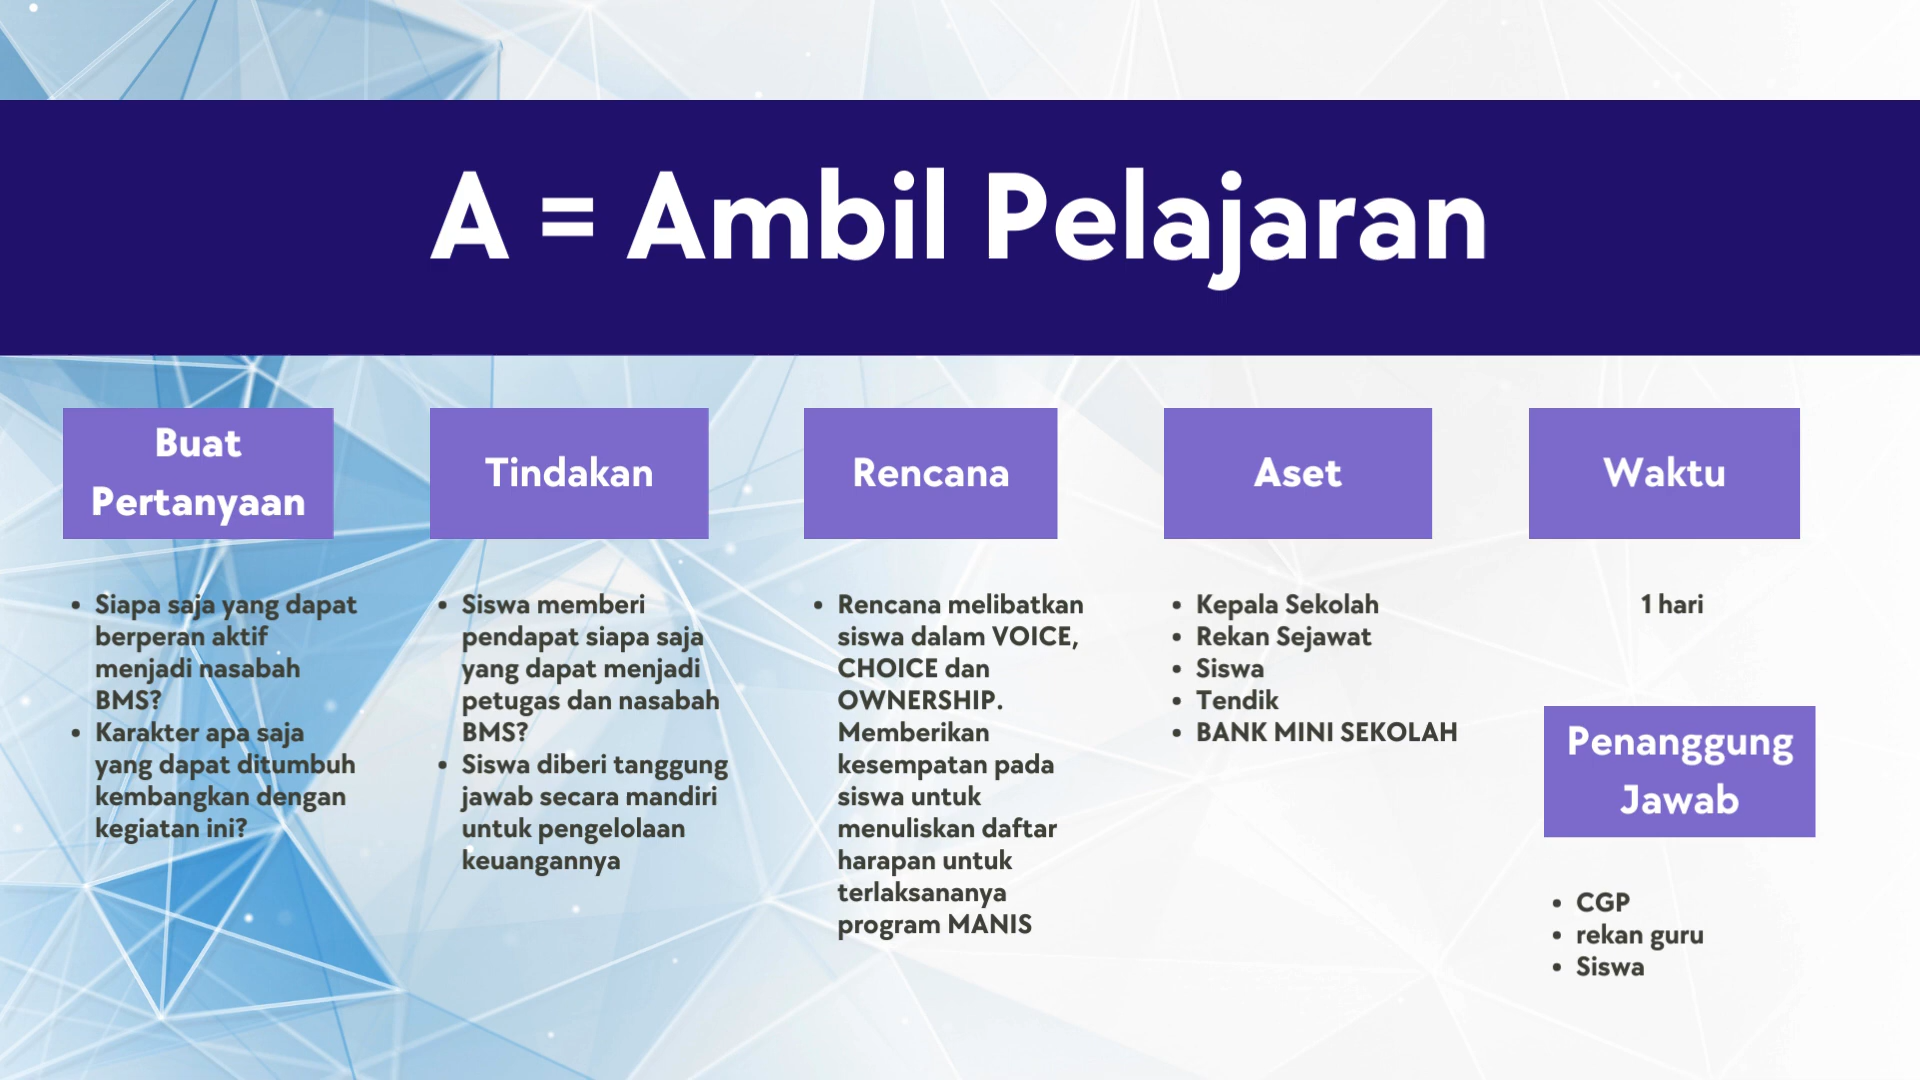 A = Ambil Pelajaran
Buat
Pertanyaan
Siapa saja yang dapat
berperan aktif
menjadi nasabah
BMS?
Karakter apa saja
yang dapat ditumbuh
kembangkan dengan
kegiatan ini?
Tindakan
Siswa memberi
pendapat siapa saja
yang dapat menjadi
petugas dan nasabah
BMS?
Siswa diberi tanggung
jawab secara mandiri
untuk pengelolaan
keuangannya
Rencana
Rencana melibatkan
siswa dalam VOICE,
CHOICE dan
OWNERSHIP.
Memberikan
kesempatan pada
siswa untuk
menuliskan daftar
harapan untuk
terlaksananya
program MANIS
Aset
Kepala Sekolah
Rekan Sejawat
Siswa
Tendik
BANK MINI SEKOLAH
Waktu
1 hari
Penanggung
Jawab
CGP
rekan guru
Siswa